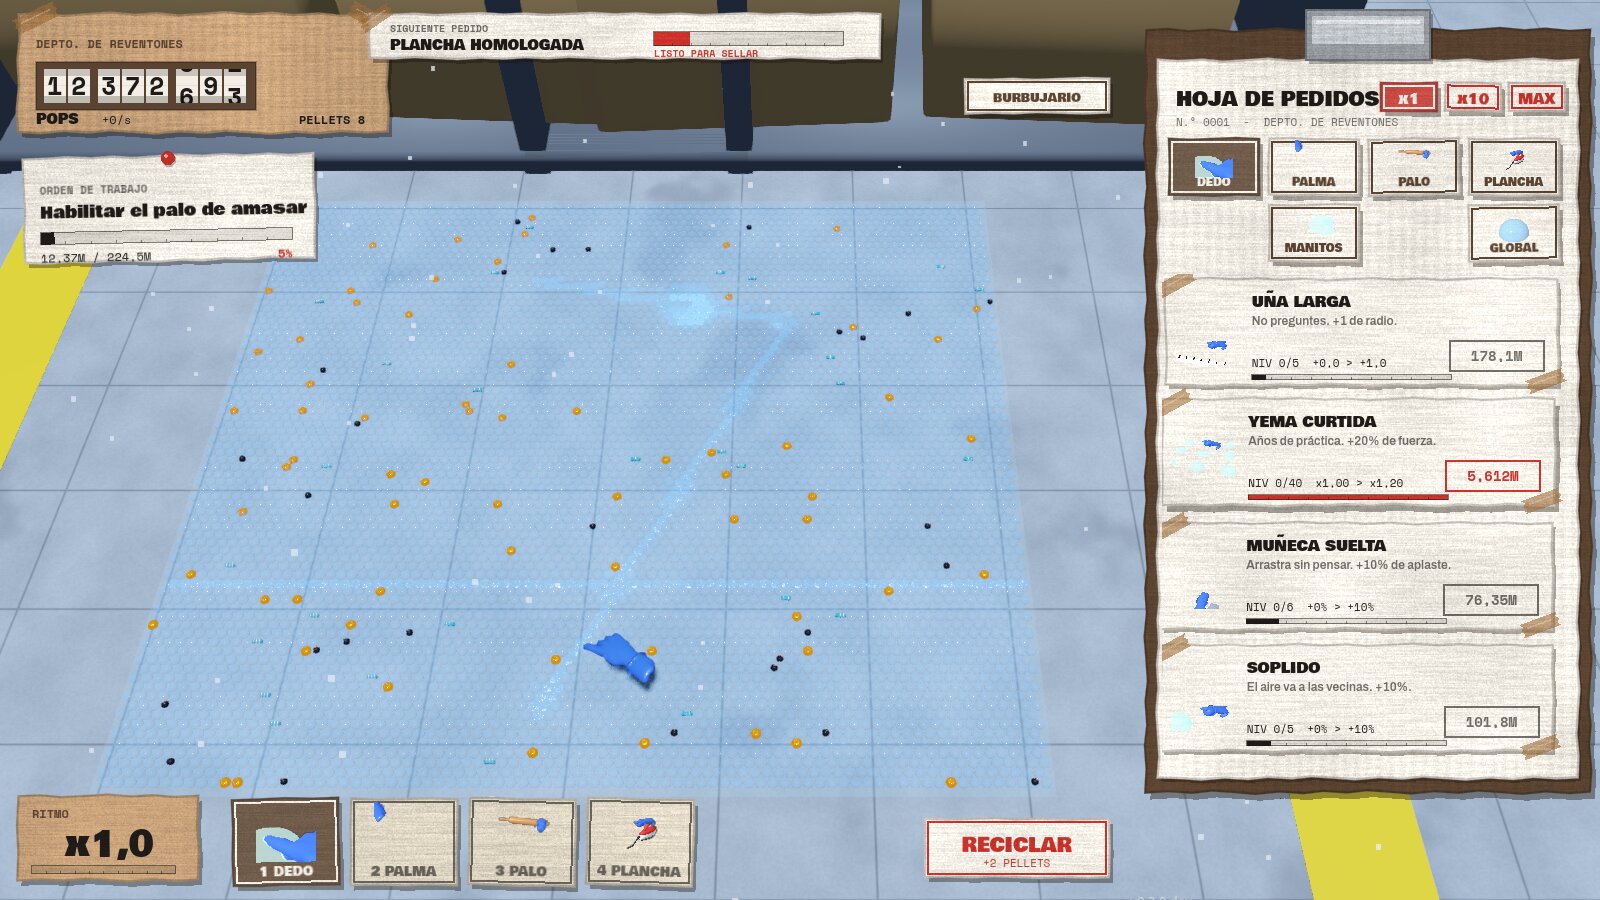 DEPTO. DE REVENTONES
12 372 693
POPS +0/s PELLETS 8
SIGUIENTE PEDIDO
PLANCHA HOMOLOGADA
LISTO PARA SELLAR
BURBUJARIO
ORDEN DE TRABAJO
Habilitar el palo de amasar
12,37M / 224,5M 5%
HOJA DE PEDIDOS x1 x10 MAX
N.° 0001 - DEPTO. DE REVENTONES
DEDO PALMA PALO PLANCHA
MANITOS GLOBAL
UÑA LARGA
No preguntes. +1 de radio.
NIV 0/5 +0,0 > +1,0 178,1M
YEMA CURTIDA
Años de práctica. +20% de fuerza.
NIV 0/40 x1,00 > x1,20 5,612M
MUÑECA SUELTA
Arrastra sin pensar. +10% de aplaste.
NIV 0/6 +0% > +10% 76,35M
SOPLIDO
El aire va a las vecinas. +10%.
NIV 0/5 +0% > +10% 101,8M
RITMO
x1,0
1 DEDO 2 PALMA 3 PALO 4 PLANCHA
RECICLAR
+2 PELLETS